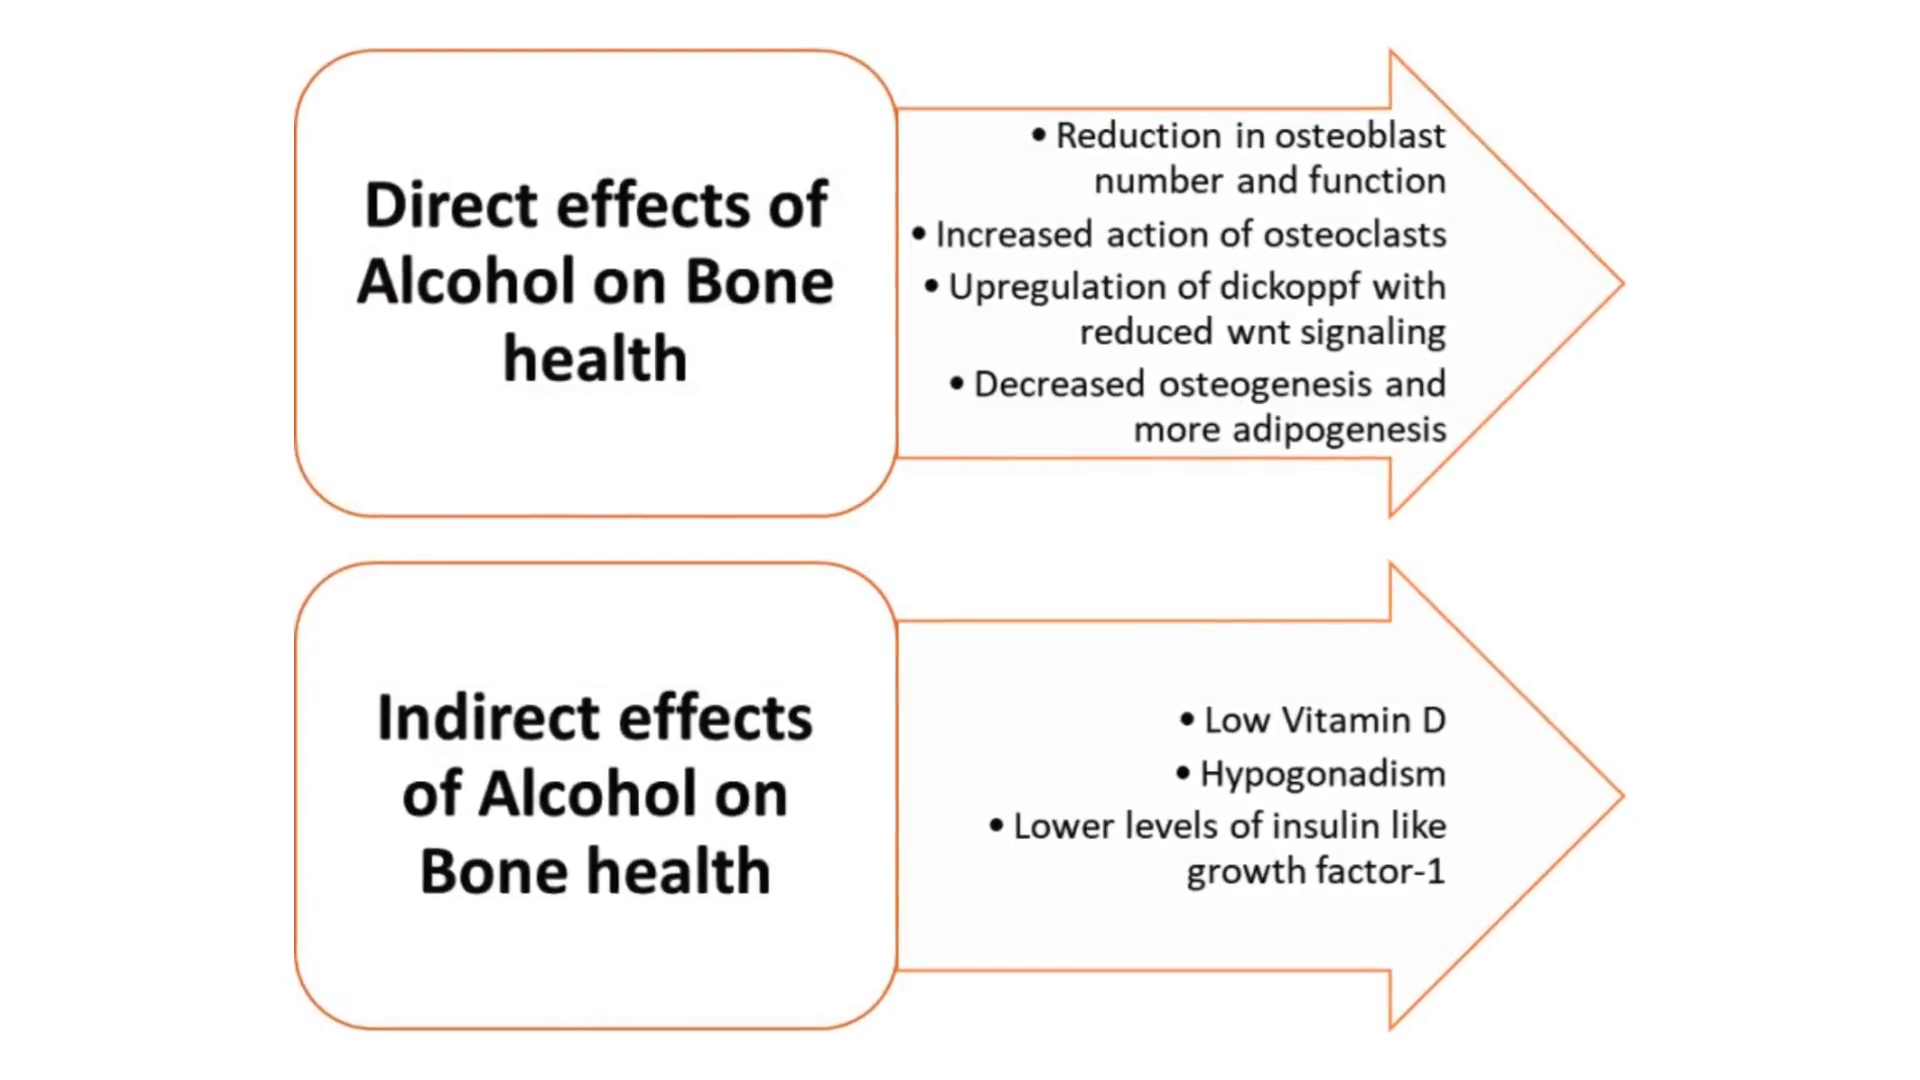 Direct effects of
Alcohol on Bone
health
• Reduction in osteoblast
number and function
• Increased action of osteoclasts
• Upregulation of dickoppf with
reduced wnt signaling
• Decreased osteogenesis and
more adipogenesis
Indirect effects
of Alcohol on
Bone health
• Low Vitamin D
• Hypogonadism
• Lower levels of insulin like
growth factor-1